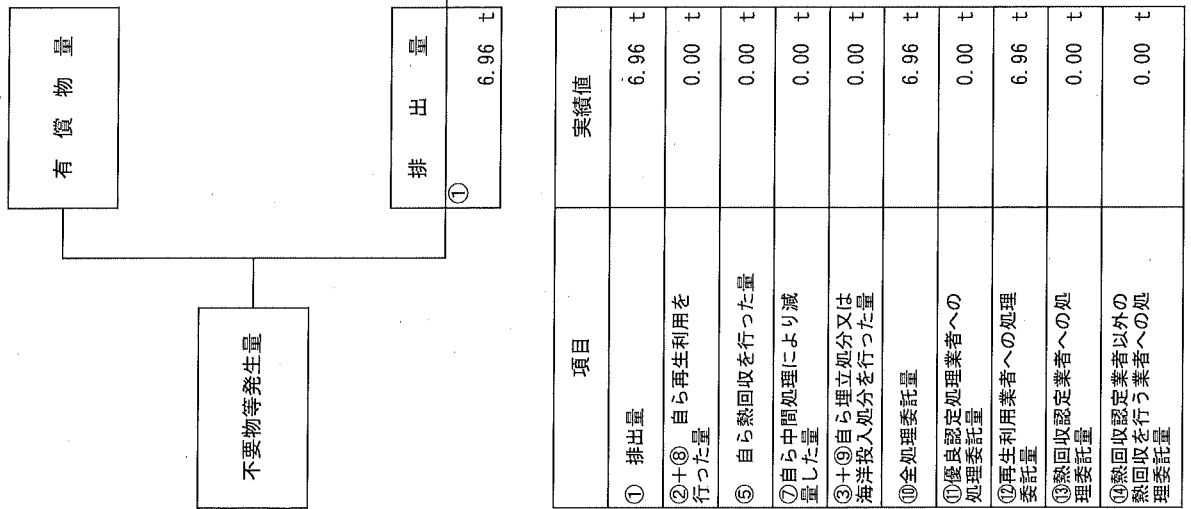 有償物量
不要物等発生量
排出量
①
6.96 t
項目 実績値
① 排出量 6.96 t
②+⑧ 自ら再生利用を
行った量 0.00 t
⑤ 自ら熱回収を行った量 0.00 t
⑦自ら中間処理により減
量した量 0.00 t
③+⑨自ら埋立処分又は
海洋投入処分を行った量 0.00 t
⑩全処理委託量 6.96 t
⑪優良認定処理業者への
処理委託量 0.00 t
⑫再生利用業者への処理
委託量 6.96 t
⑬熱回収認定業者への処
理委託量 0.00 t
⑭熱回収認定業者以外の
熱回収を行う業者への処
理委託量 0.00 t